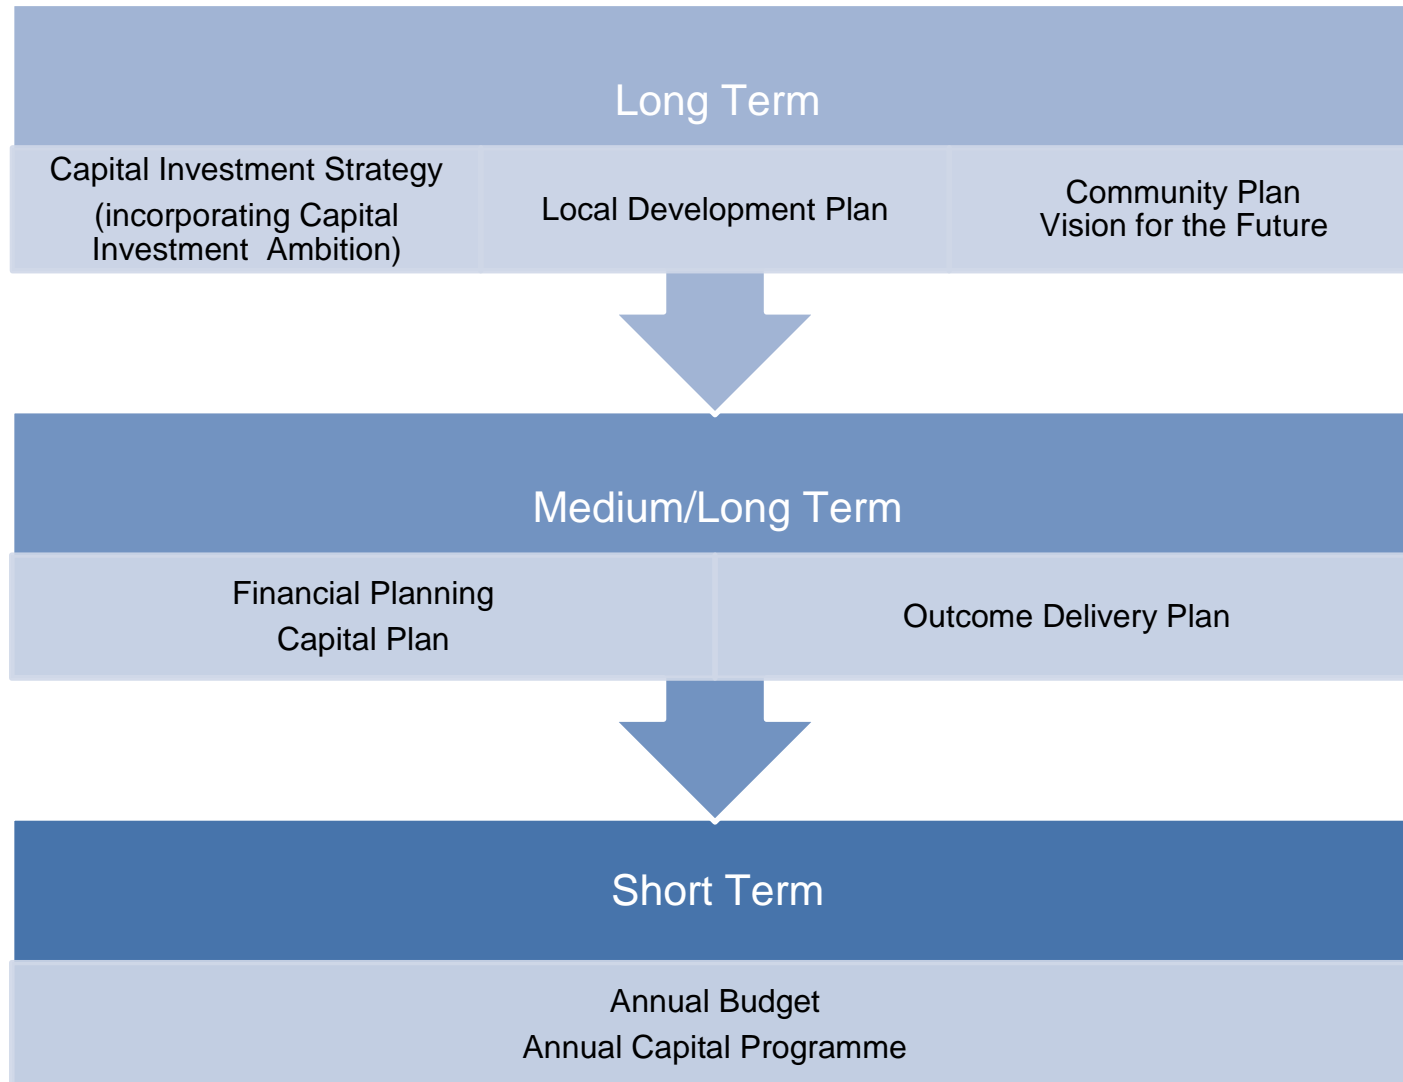 Long Term
Capital Investment Strategy
(incorporating Capital
Investment Ambition)
Local Development Plan
Community Plan
Vision for the Future
Medium/Long Term
Financial Planning
Capital Plan
Outcome Delivery Plan
Short Term
Annual Budget
Annual Capital Programme